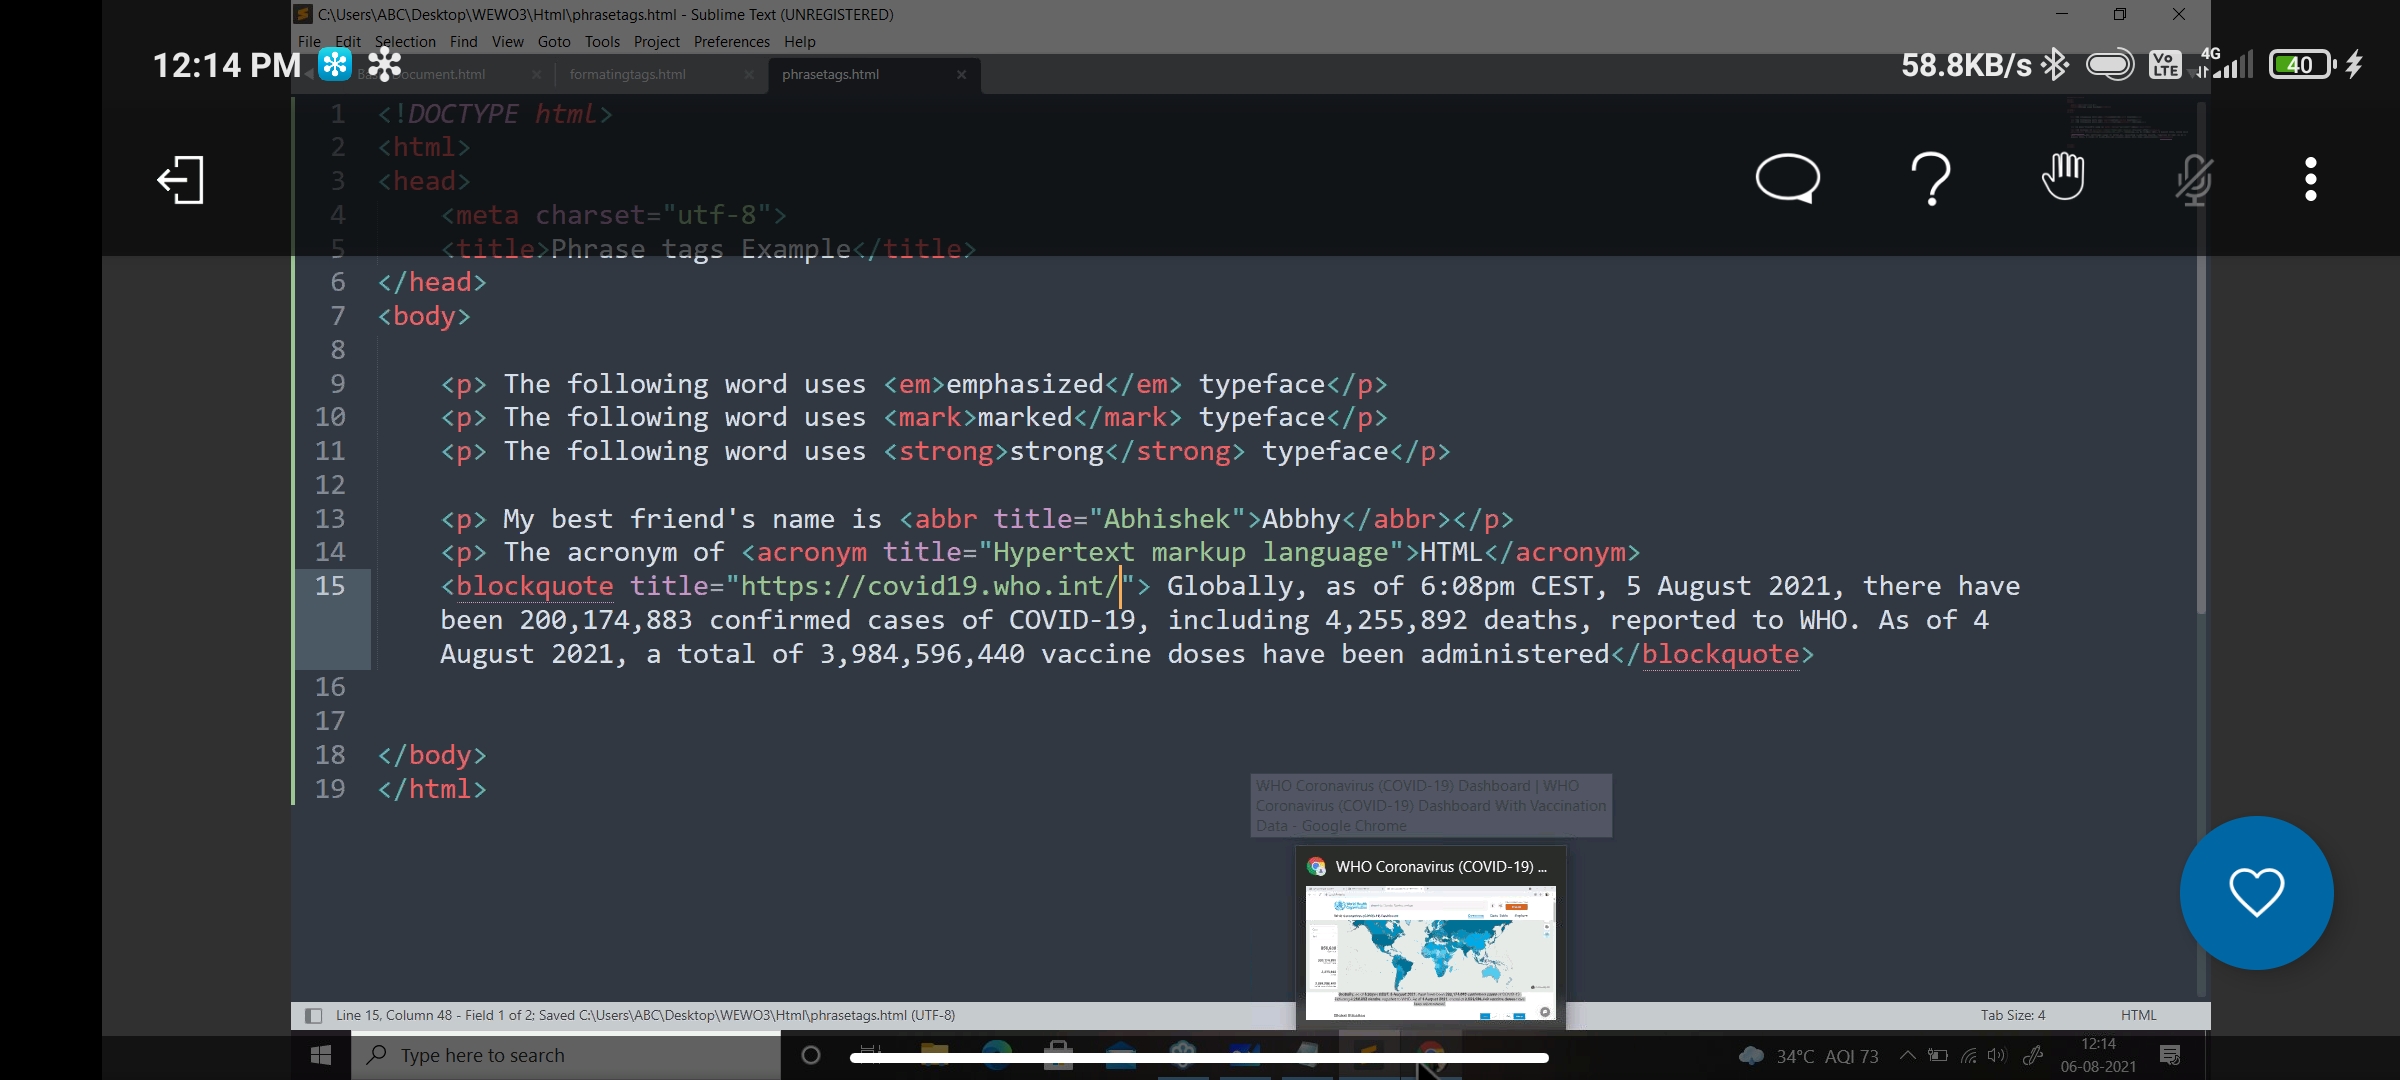 C:\Users\ABC\Desktop\WEWO3\Html\phrasetags.html - Sublime Text (UNREGISTERED)
File Edit Selection Find View Goto Tools Project Preferences Help
12:14 PM
58.8KB/s
Vo LTE
4G
40
ocument.html
formatingtags.html
phrasetags.html
1 <!DOCTYPE html>
2 <html>
3 <head>
4 <meta charset="utf-8">
5 <title>Phrase tags Example</title>
6 </head>
7 <body>
8
9 <p> The following word uses <em>emphasized</em> typeface</p>
10 <p> The following word uses <mark>marked</mark> typeface</p>
11 <p> The following word uses <strong>strong</strong> typeface</p>
12
13 <p> My best friend's name is <abbr title="Abhishek">Abbhy</abbr></p>
14 <p> The acronym of <acronym title="Hypertext markup language">HTML</acronym>
15 <blockquote title="https://covid19.who.int/"> Globally, as of 6:08pm CEST, 5 August 2021, there have
been 200,174,883 confirmed cases of COVID-19, including 4,255,892 deaths, reported to WHO. As of 4
August 2021, a total of 3,984,596,440 vaccine doses have been administered</blockquote>
16
17
18 </body>
19 </html>
WHO Coronavirus (COVID-19) Dashboard | WHO
Coronavirus (COVID-19) Dashboard With Vaccination
Data - Google Chrome
WHO Coronavirus (COVID-19) ...
Line 15, Column 48 - Field 1 of 2; Saved C:\Users\ABC\Desktop\WEWO3\Html\phrasetags.html (UTF-8)
Tab Size: 4
HTML
Type here to search
34°C AQI 73
12:14
06-08-2021